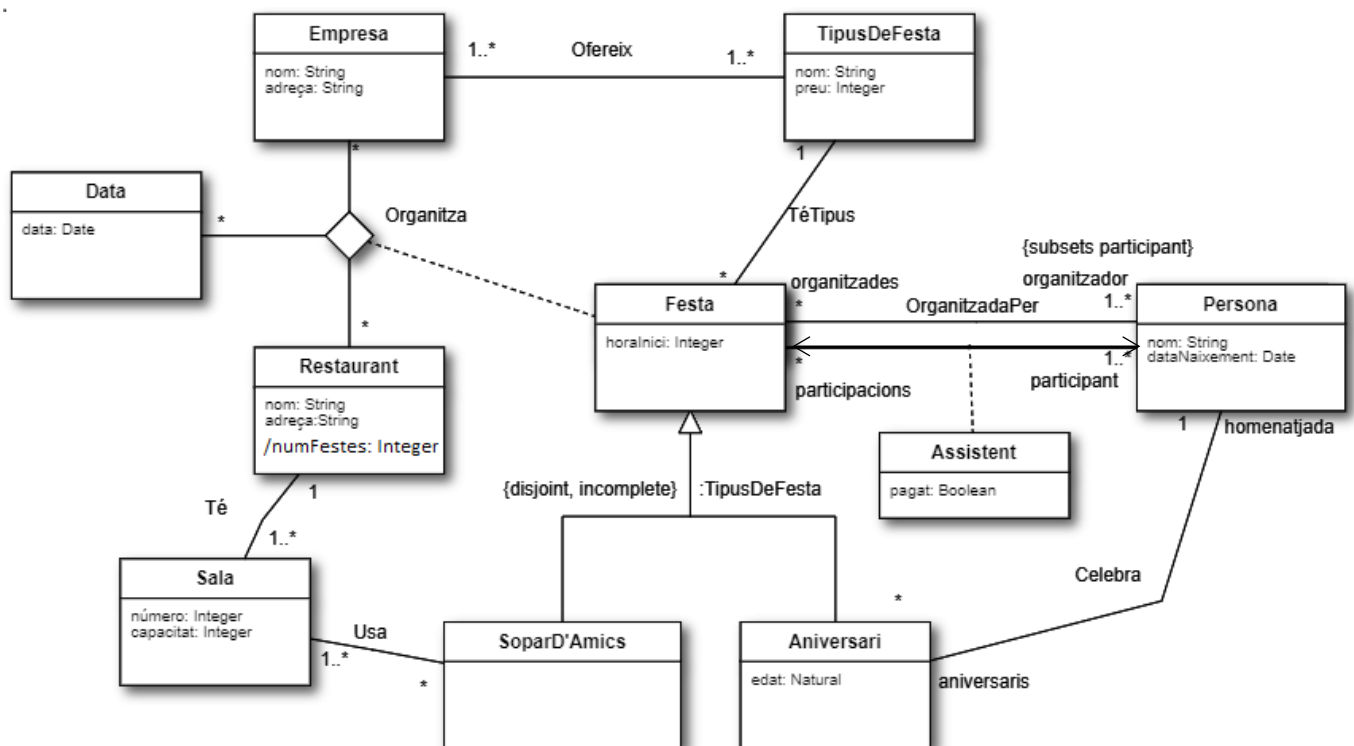 Empresa
nom: String
adreça: String
1..*
Ofereix
1..*
TipusDeFesta
nom: String
preu: Integer
*
1
Data
data: Date
*
Organitza
TéTipus
*
*
{subsets participant}
organitzades
organitzador
*
OrganitzadaPer
1..*
Festa
horaInici: Integer
Persona
nom: String
dataNaixement: Date
*
1..*
participacions
participant
Restaurant
nom: String
adreça:String
/numFestes: Integer
1
homenatjada
Assistent
pagat: Boolean
{disjoint, incomplete}
:TipusDeFesta
1
Té
1..*
Sala
número: Integer
capacitat: Integer
Usa
1..*
*
SoparD'Amics
Celebra
*
Aniversari
edat: Natural
aniversaris